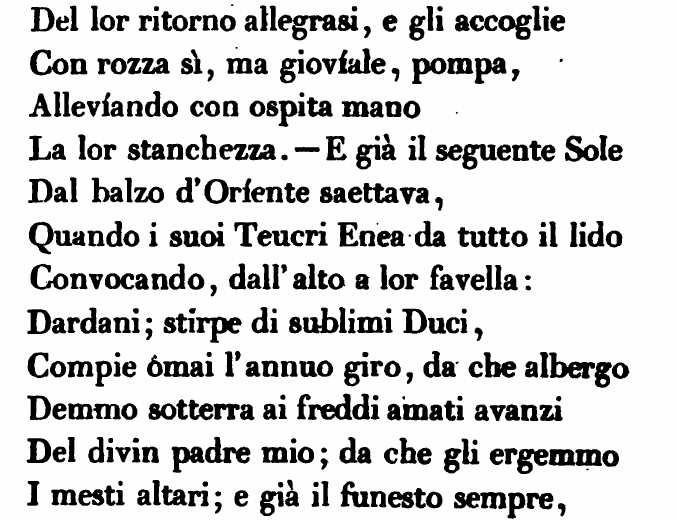 Del lor ritorno allegrasi, e gli accoglie
Con rozza sì, ma giovíale, pompa,
Allevíando con ospita mano
La lor stanchezza.—E già il seguente Sole
Dal balzo d'Oríente saettava,
Quando i suoi Teucri Enea da tutto il lido
Convocando, dall'alto a lor favella:
Dardani; stirpe di sublimi Duci,
Compie ómai l'annuo giro, da che albergo
Demmo sotterra ai freddi amati avanzi
Del divin padre mio; da che gli ergemmo
I mesti altari; e già il funesto sempre,